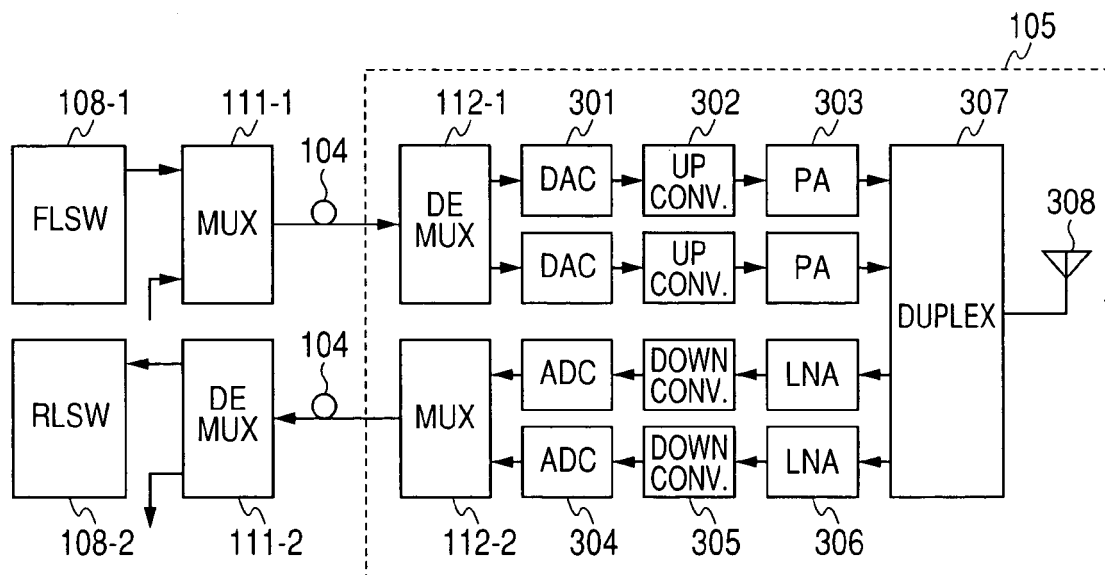 105
108-1
111-1
104
112-1
301
302
303
307
308
FLSW
MUX
DE
MUX
DAC
UP
CONV.
PA
DAC
UP
CONV.
PA
DUPLEX
104
RLSW
DE
MUX
MUX
ADC
DOWN
CONV.
LNA
ADC
DOWN
CONV.
LNA
108-2
111-2
112-2
304
305
306